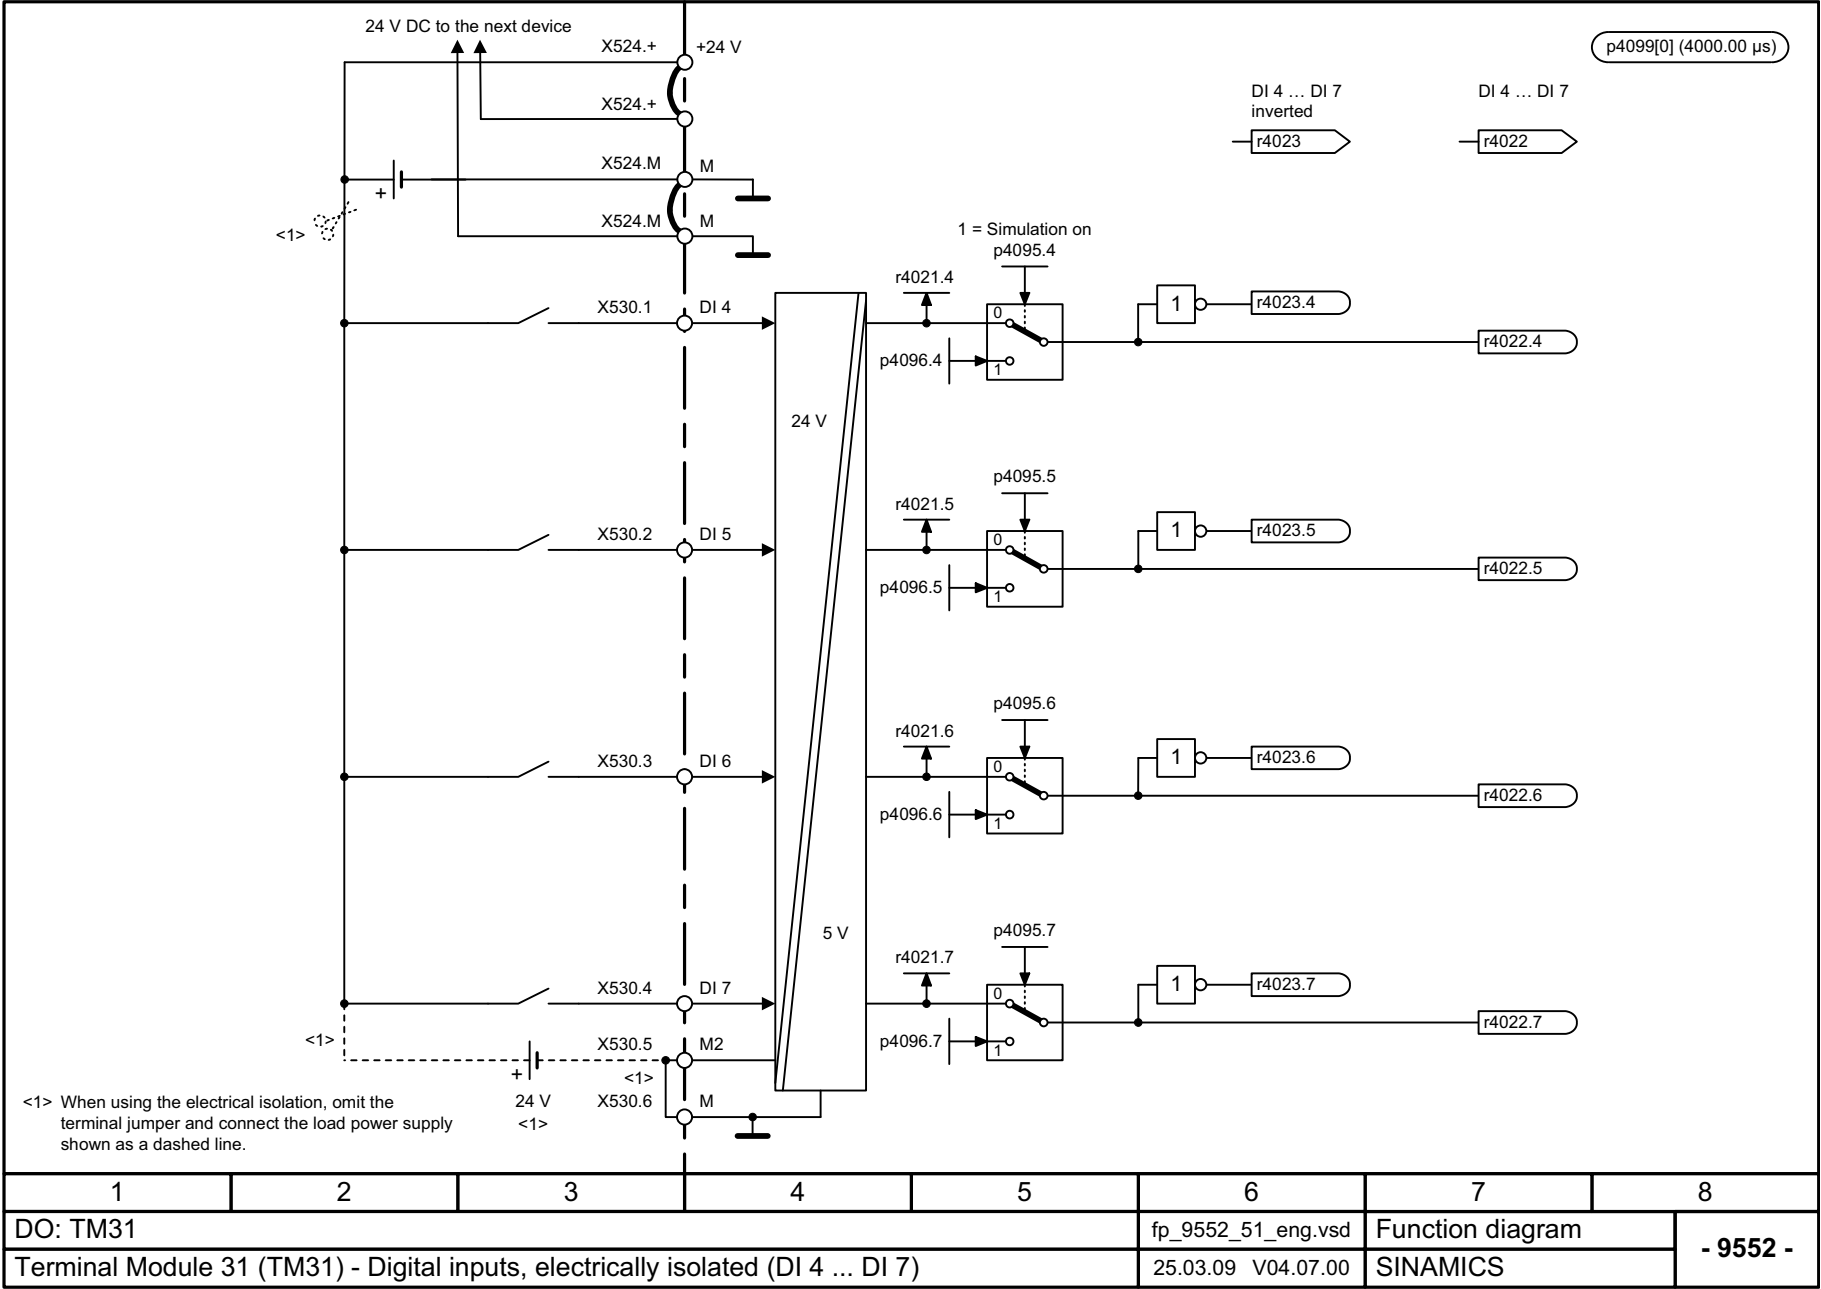 24 V DC to the next device
X524.+
+24 V
p4099[0] (4000.00 µs)
X524.+
DI 4 … DI 7
inverted
DI 4 … DI 7
r4023
r4022
X524.M
M
+
X524.M
M
<1>
1 = Simulation on
p4095.4
r4021.4
X530.1
DI 4
0
1
r4023.4
r4022.4
p4096.4
1
24 V
p4095.5
r4021.5
X530.2
DI 5
0
1
r4023.5
r4022.5
p4096.5
1
p4095.6
r4021.6
X530.3
DI 6
0
1
r4023.6
r4022.6
p4096.6
1
5 V
p4095.7
r4021.7
X530.4
DI 7
0
1
r4023.7
r4022.7
p4096.7
1
<1>
X530.5
M2
+
<1>
24 V
<1>
X530.6
M
<1> When using the electrical isolation, omit the
terminal jumper and connect the load power supply
shown as a dashed line.
1
2
3
4
5
6
7
8
DO: TM31
fp_9552_51_eng.vsd
Function diagram
- 9552 -
Terminal Module 31 (TM31) - Digital inputs, electrically isolated (DI 4 ... DI 7)
25.03.09 V04.07.00
SINAMICS